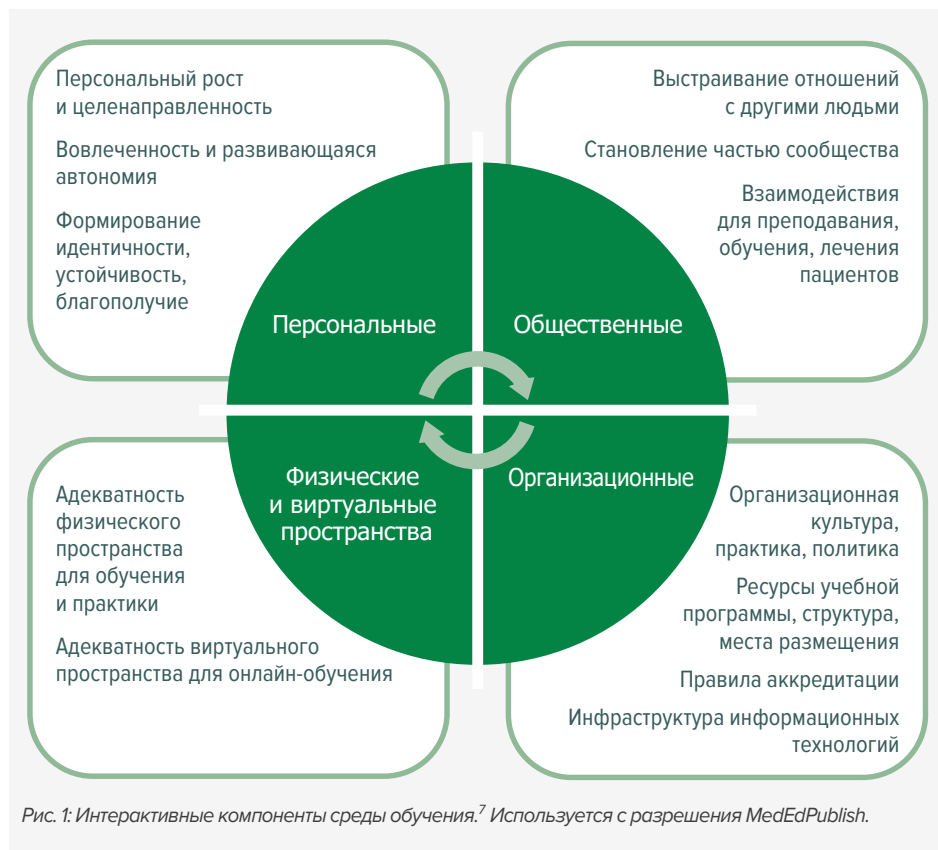 Персональный рост
и целенаправленность
Вовлеченность и развивающаяся
автономия
Формирование
идентичности,
устойчивость,
благополучие
Выстраивание отношений
с другими людьми
Становление частью сообщества
Взаимодействия
для преподавания,
обучения, лечения
пациентов
Персональные
Общественные
Физические
и виртуальные
пространства
Организационные
Адекватность
физического
пространства
для обучения
и практики
Адекватность виртуального
пространства для онлайн-обучения
Организационная
культура,
практика, политика
Ресурсы учебной
программы, структура,
места размещения
Правила аккредитации
Инфраструктура информационных
технологий
Рис. 1: Интерактивные компоненты среды обучения.⁷ Используется с разрешения MedEdPublish.